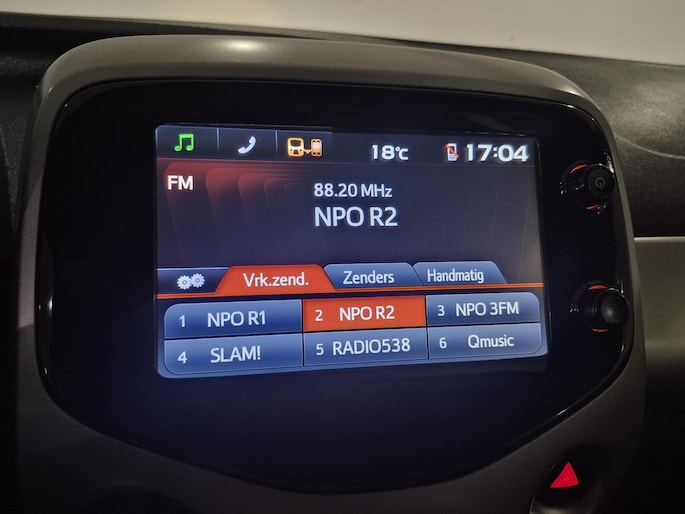 18°C 17:04
FM
88.20 MHz
NPO R2
Vrk.zend. Zenders Handmatig
1 NPO R1 2 NPO R2 3 NPO 3FM
4 SLAM! 5 RADIO538 6 Qmusic